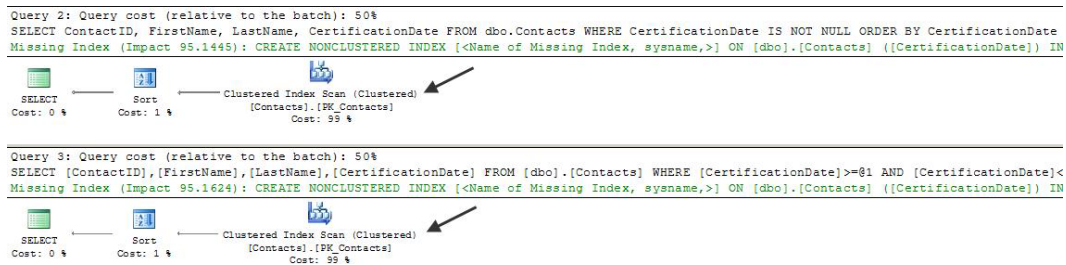 Query 2: Query cost (relative to the batch): 50%
SELECT ContactID, FirstName, LastName, CertificationDate FROM dbo.Contacts WHERE CertificationDate IS NOT NULL ORDER BY CertificationDate
Missing Index (Impact 95.1445): CREATE NONCLUSTERED INDEX [<Name of Missing Index, sysname,>] ON [dbo].[Contacts] ([CertificationDate]) IN
SELECT
Cost: 0 %
Sort
Cost: 1 %
Clustered Index Scan (Clustered)
[Contacts].[PK_Contacts]
Cost: 99 %
Query 3: Query cost (relative to the batch): 50%
SELECT [ContactID],[FirstName],[LastName],[CertificationDate] FROM [dbo].[Contacts] WHERE [CertificationDate]>=@1 AND [CertificationDate]<
Missing Index (Impact 95.1624): CREATE NONCLUSTERED INDEX [<Name of Missing Index, sysname,>] ON [dbo].[Contacts] ([CertificationDate]) IN
SELECT
Cost: 0 %
Sort
Cost: 1 %
Clustered Index Scan (Clustered)
[Contacts].[PK_Contacts]
Cost: 99 %